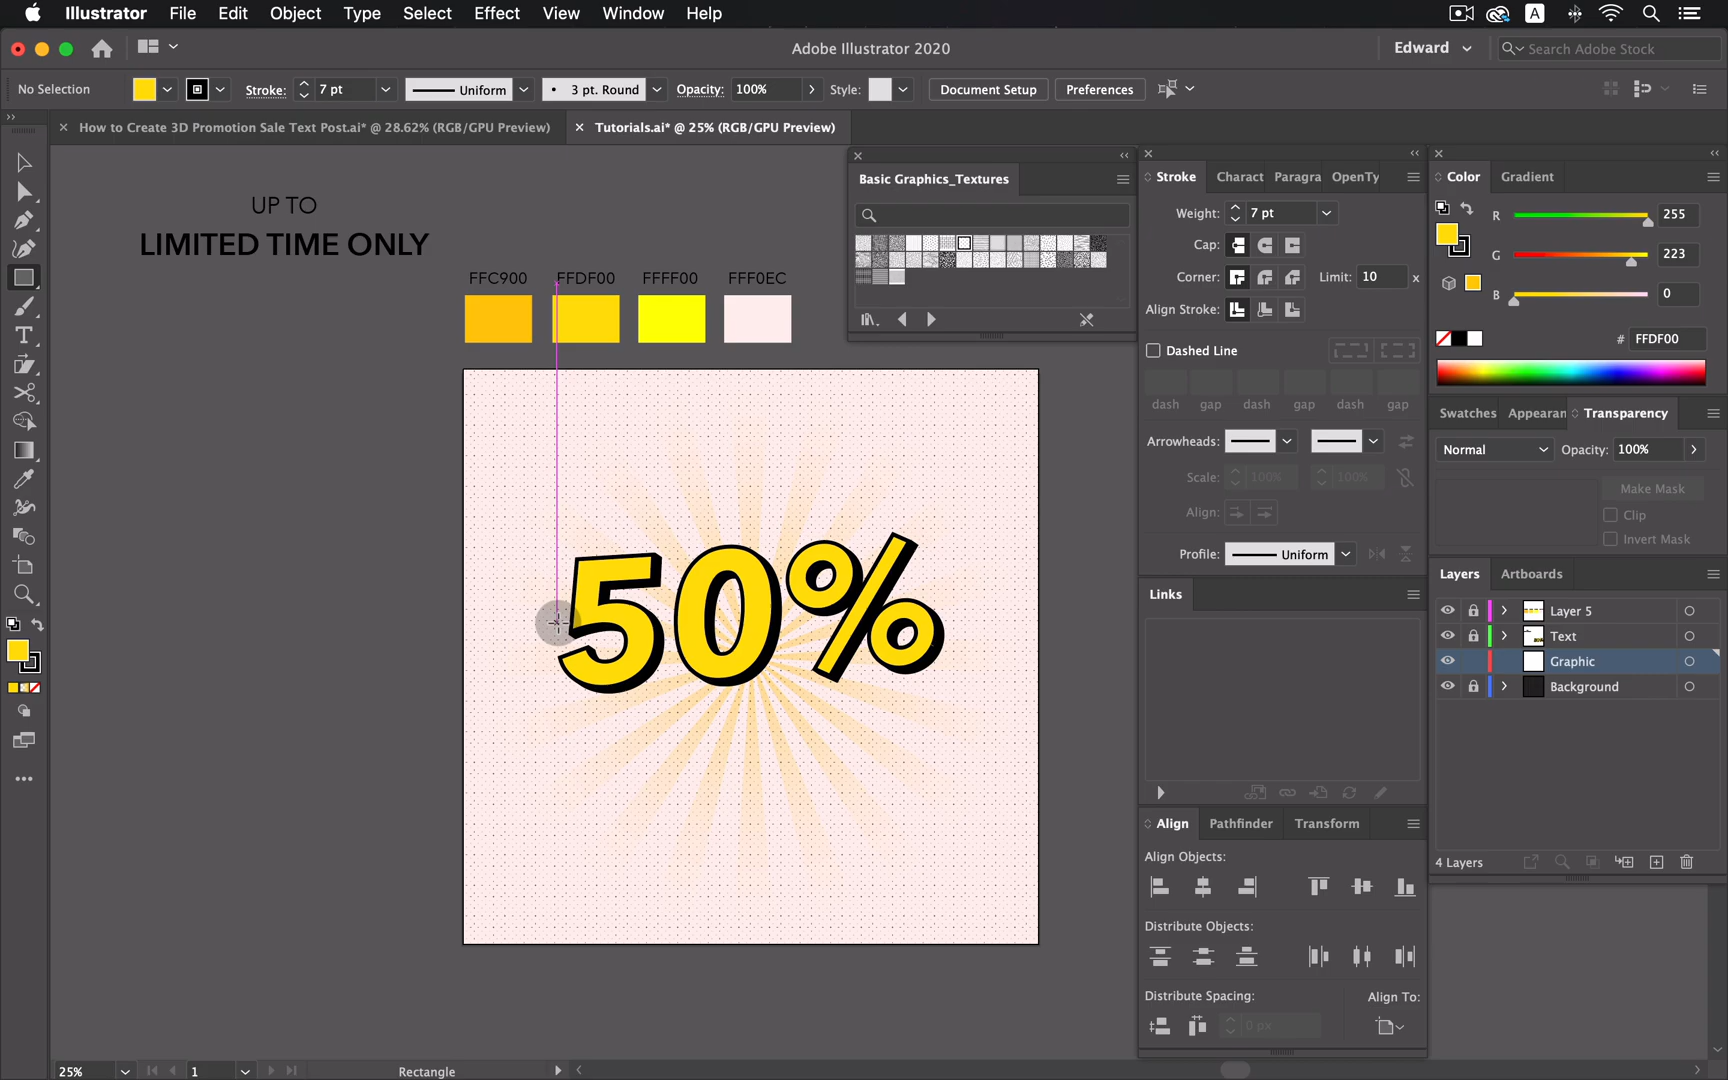 Illustrator File Edit Object Type Select Effect View Window Help
A
Adobe Illustrator 2020
Edward
Search Adobe Stock
No Selection
Stroke: 7 pt
Uniform
3 pt. Round
Opacity: 100%
Style:
Document Setup
Preferences
How to Create 3D Promotion Sale Text Post.ai* @ 28.62% (RGB/GPU Preview)
Tutorials.ai* @ 25% (RGB/GPU Preview)
UP TO
LIMITED TIME ONLY
FFC900 FFDF00 FFFF00 FFF0EC
50%
Basic Graphics_Textures
Stroke Charact Paragra OpenTy
Weight: 7 pt
Cap:
Corner: Limit: 10 x
Align Stroke:
Dashed Line
dash gap dash gap dash gap
Arrowheads:
Scale: 100% 100%
Align:
Profile: Uniform
Links
Align Pathfinder Transform
Align Objects:
Distribute Objects:
Distribute Spacing: Align To:
0 px
Color Gradient
R 255
G 223
B 0
# FFDF00
Swatches Appearan Transparency
Normal Opacity: 100%
Make Mask
Clip
Invert Mask
Layers Artboards
Layer 5
Text
Graphic
Background
4 Layers
25% 1 Rectangle